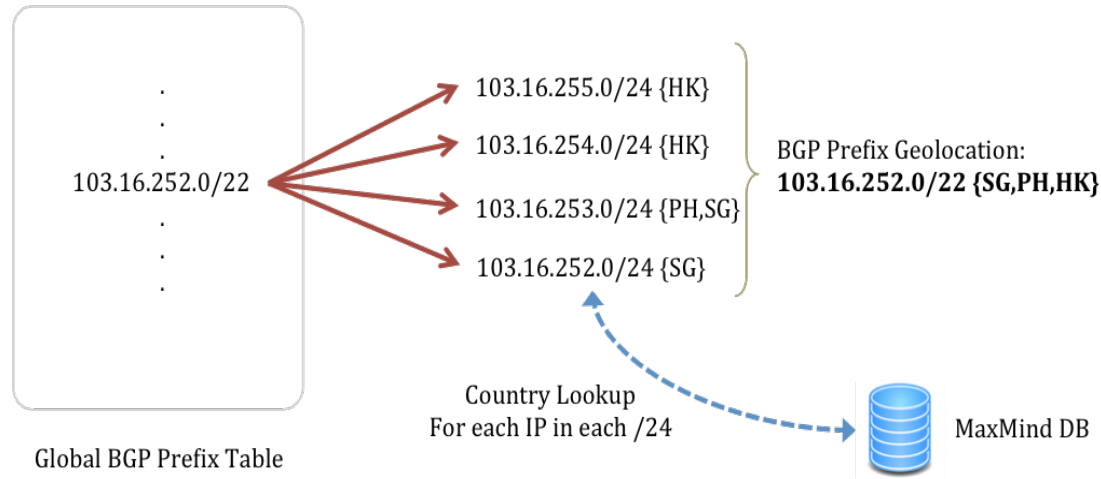 103.16.252.0/22
Global BGP Prefix Table
103.16.255.0/24 {HK}
103.16.254.0/24 {HK}
103.16.253.0/24 {PH,SG}
103.16.252.0/24 {SG}
BGP Prefix Geolocation:
103.16.252.0/22 {SG,PH,HK}
Country Lookup
For each IP in each /24
MaxMind DB